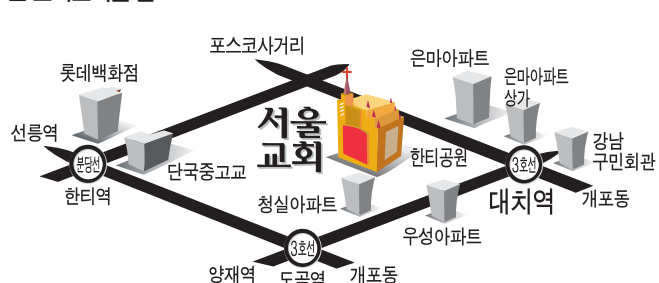 포스코사거리
은마아파트
롯데백화점
은마아파트
상가
선릉역
분당선
서울
교회
단국중고교
한티공원
3호선
강남
구민회관
한티역
청실아파트
대치역
개포동
우성아파트
3호선
양재역
도곡역
개포동